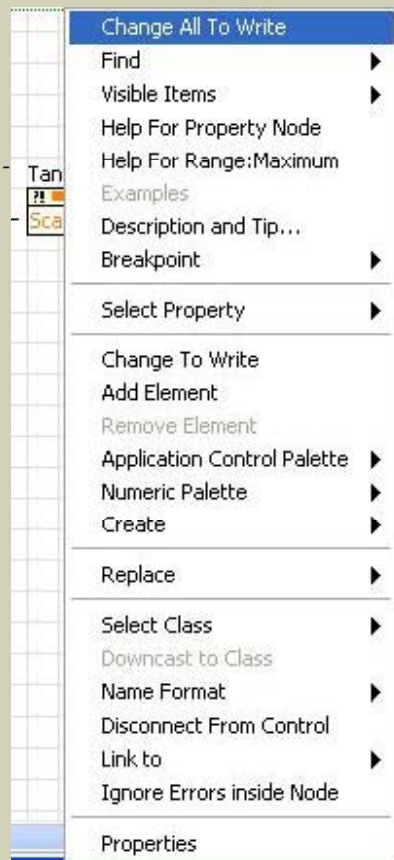 Change All To Write
Find
Visible Items
Help For Property Node
Help For Range:Maximum
Tan
Examples
?!
Sca
Description and Tip...
Breakpoint
Select Property
Change To Write
Add Element
Remove Element
Application Control Palette
Numeric Palette
Create
Replace
Select Class
Downcast to Class
Name Format
Disconnect From Control
Link to
Ignore Errors inside Node
Properties